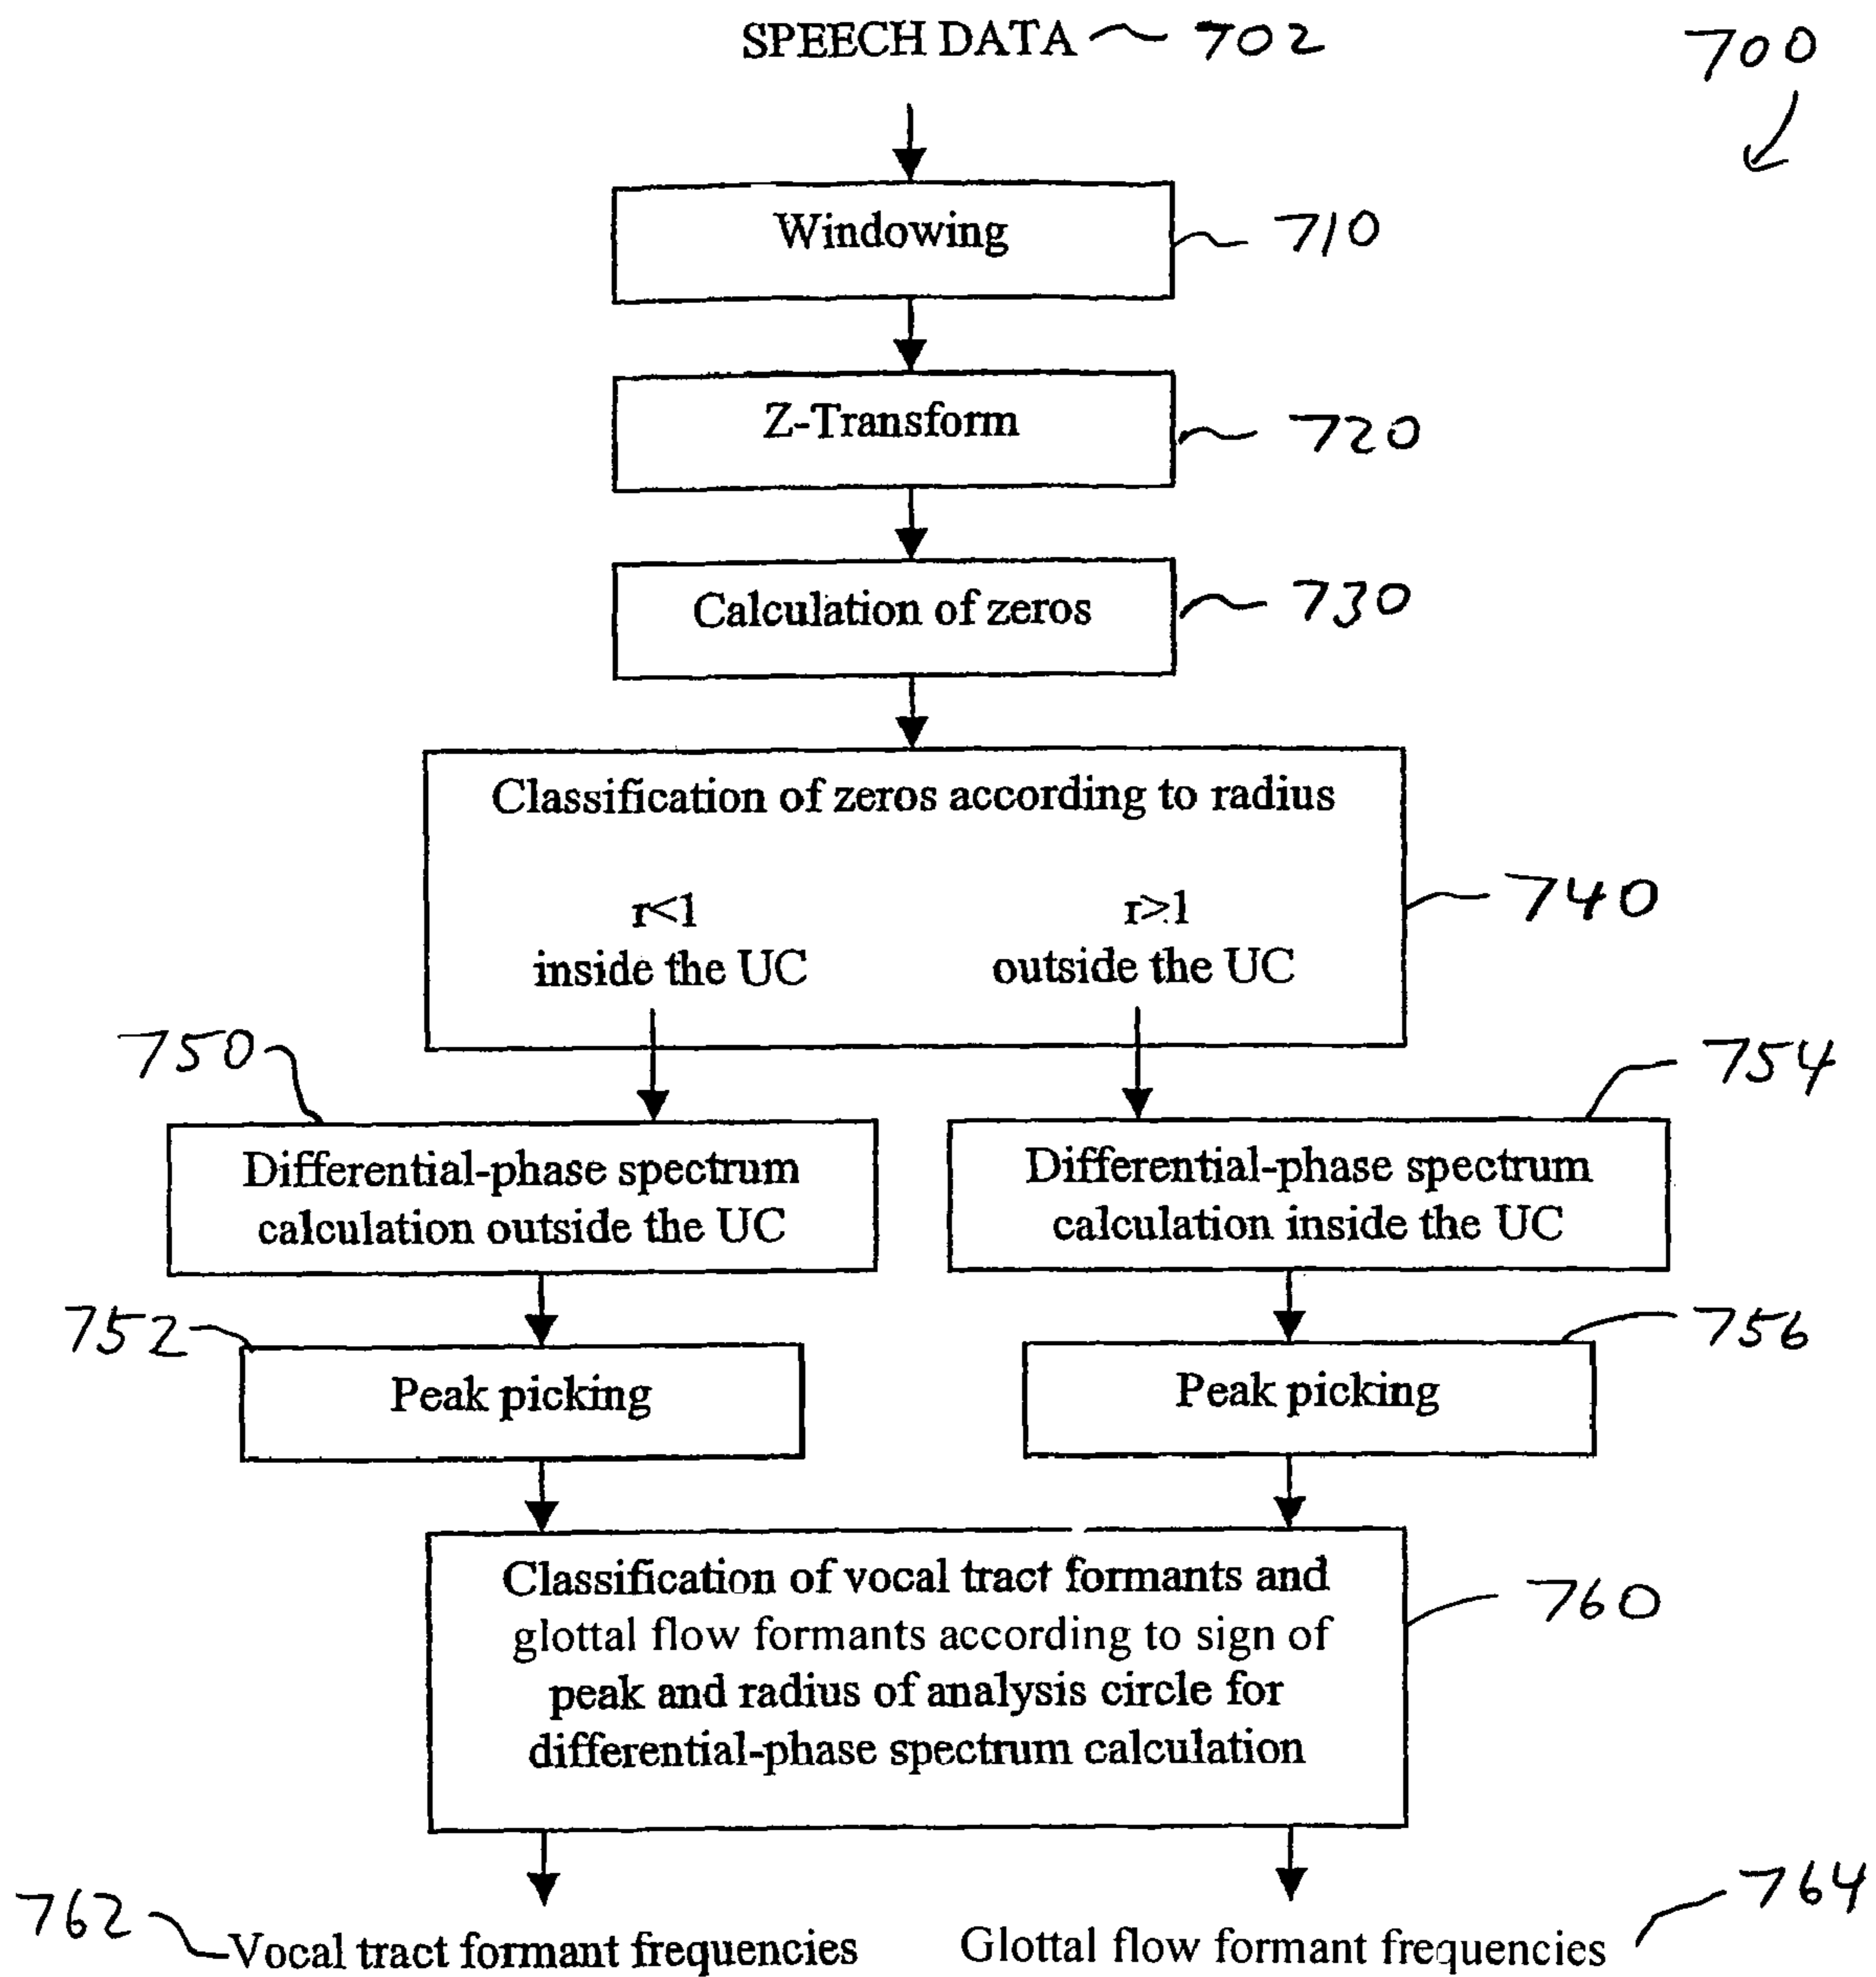 SPEECH DATA 702
700
Windowing 710
Z-Transform 720
Calculation of zeros 730
Classification of zeros according to radius
r<1 r>1
inside the UC outside the UC
740
750 754
Differential-phase spectrum
calculation outside the UC
Differential-phase spectrum
calculation inside the UC
752 756
Peak picking Peak picking
Classification of vocal tract formants and
glottal flow formants according to sign of
peak and radius of analysis circle for
differential-phase spectrum calculation
760
762 764
Vocal tract formant frequencies Glottal flow formant frequencies